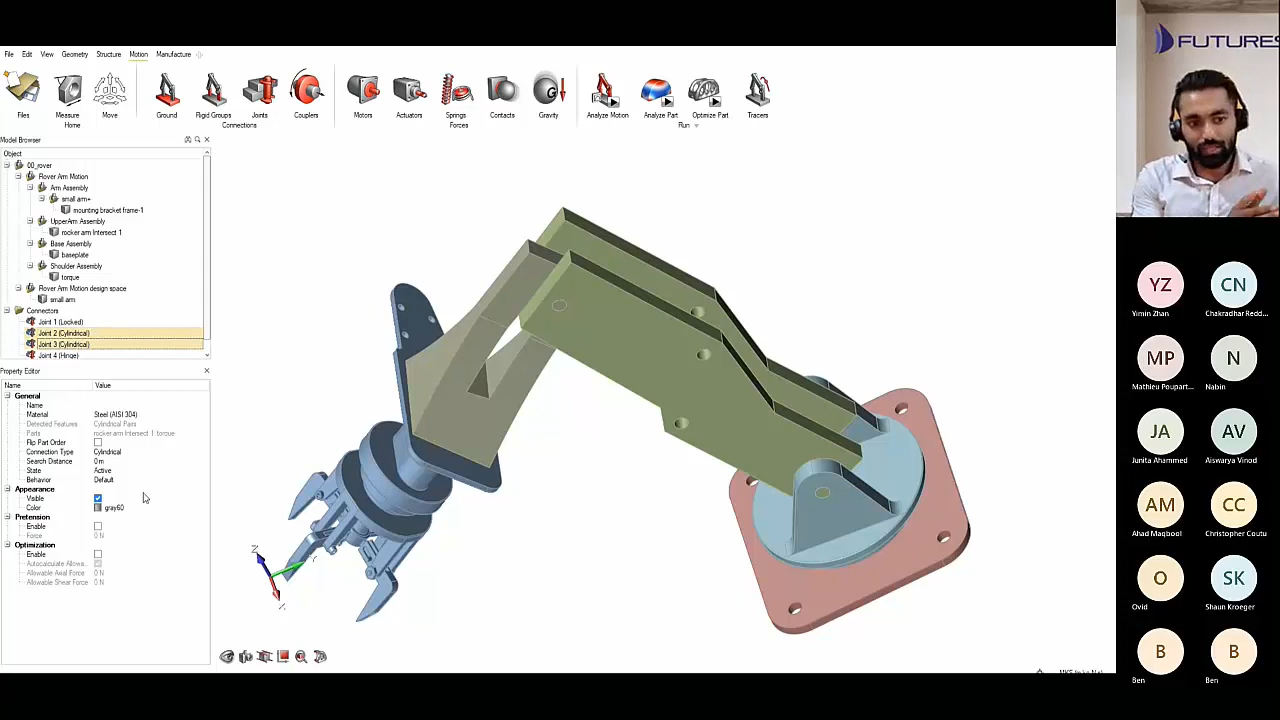 File Edit View Geometry Structure Motion Manufacture
Files Measure Move Ground Rigid Groups Joints Couplers Motors Actuators Springs Contacts Gravity Analyze Motion Analyze Part Optimize Part Tracers
Home Connections Forces Run
Model Browser
Object
00_rover
Rover Arm Motion
Arm Assembly
small arm+
mounting bracket frame-1
UpperArm Assembly
rocker arm Intersect 1
Base Assembly
baseplate
Shoulder Assembly
torque
Rover Arm Motion design space
small arm
Connectors
Joint 1 (Locked)
Joint 2 (Cylindrical)
Joint 3 (Cylindrical)
Joint 4 (Hinge)
Property Editor
Name Value
General
Name
Material Steel (AISI 304)
Detected Features Cylindrical Pairs
Parts rocker arm Intersect 1 torque
Flip Part Order
Connection Type Cylindrical
Search Distance 0 m
State Active
Behavior Default
Appearance
Visible
Color gray60
Pretension
Enable
Force 0 N
Optimization
Enable
Autocalculate Allowa...
Allowable Axial Force 0 N
Allowable Shear Force 0 N
Z
Y
X
FUTURES
YZ CN
Yimin Zhan Chakradhar Redd...
MP N
Mathieu Poupart... Nabin
JA AV
Junita Ahammed Aiswarya Vinod
AM CC
Ahad Maqbool Christopher Coutu
O SK
Ovid Shaun Kroeger
B B
Ben Ben